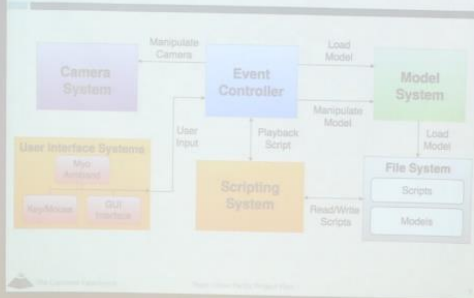 Manipulate
Camera
Load
Model
Camera
System
Event
Controller
Model
System
Manipulate
Model
User
Input
Playback
Script
Load
Model
User Interface Systems
Myo
Armband
Key/Mouse
GUI
Interface
Scripting
System
Read/Write
Scripts
File System
Scripts
Models